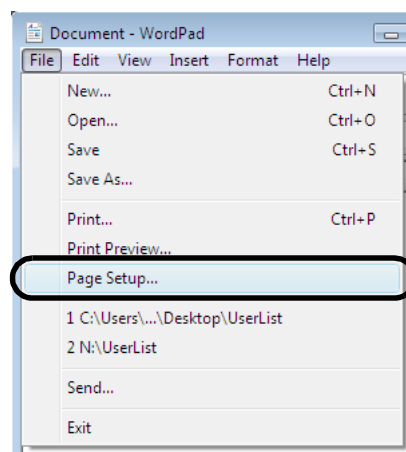 Document - WordPad
File Edit View Insert Format Help
New... Ctrl+N
Open... Ctrl+O
Save Ctrl+S
Save As...
Print... Ctrl+P
Print Preview...
Page Setup...
1 C:\Users\...\Desktop\UserList
2 N:\UserList
Send...
Exit